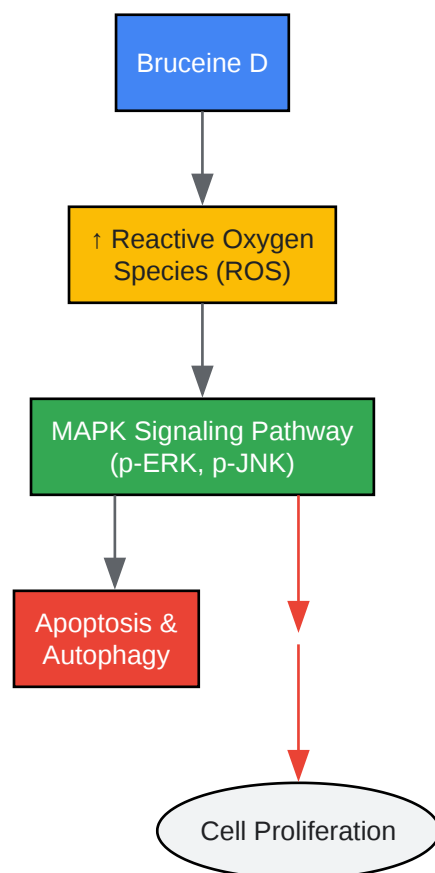 Bruceine D
↑ Reactive Oxygen
Species (ROS)
MAPK Signaling Pathway
(p-ERK, p-JNK)
Apoptosis &
Autophagy
Cell Proliferation